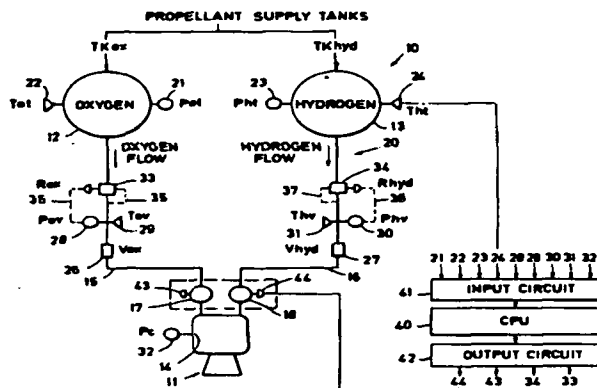 PROPELLANT SUPPLY TANKS
TKox TKhyd
10
22 21 23 24
Tot OXYGEN Pot Pht HYDROGEN Tht
12 13
OXYGEN FLOW HYDROGEN FLOW
20
Rox 33 34 Rhyd
35 35 37 36
Pov Tov Thv Phv
28 29 31 30
Vox Vhyd
26 27
15 16
43 44
17 18
Pc
32
14
11
21 22 23 24 28 29 30 31 32
41 INPUT CIRCUIT
40 CPU
42 OUTPUT CIRCUIT
44 43 34 33